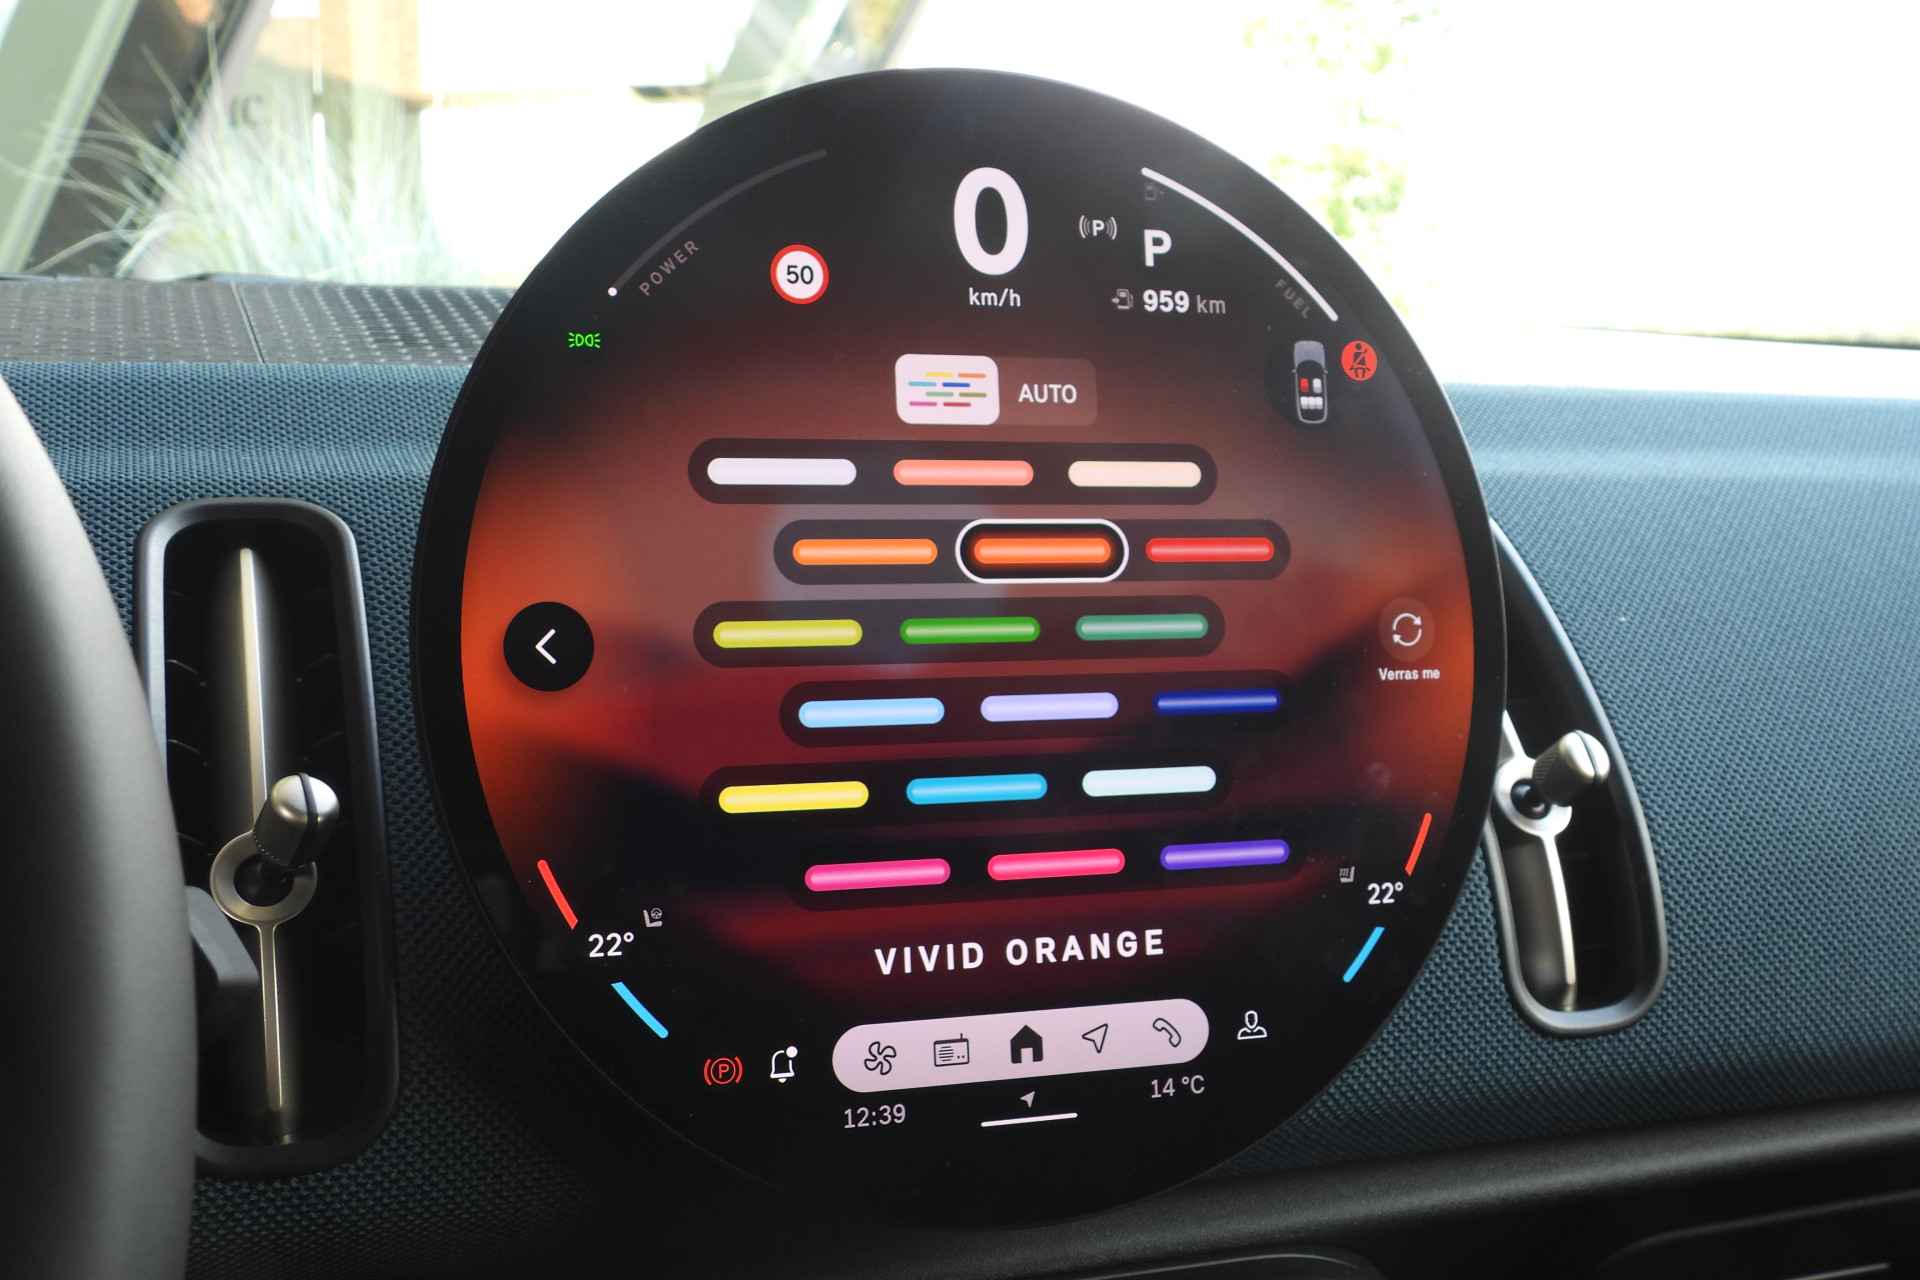 POWER
50
0
km/h
P
P
959 km
FUEL
AUTO
Verras me
22°
22°
VIVID ORANGE
P
12:39
14 °C